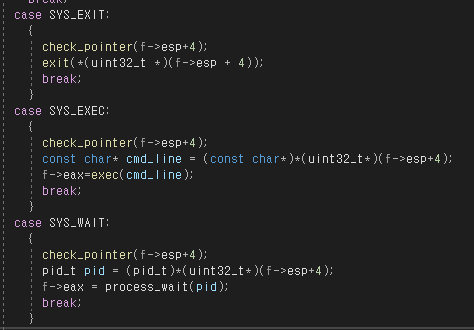 break;
case SYS_EXIT:
{
check_pointer(f->esp+4);
exit(*(uint32_t *)(f->esp + 4));
break;
}
case SYS_EXEC:
{
check_pointer(f->esp+4);
const char* cmd_line = (const char*)*(uint32_t*)(f->esp+4);
f->eax=exec(cmd_line);
break;
}
case SYS_WAIT:
{
check_pointer(f->esp+4);
pid_t pid = (pid_t)*(uint32_t*)(f->esp+4);
f->eax = process_wait(pid);
break;
}